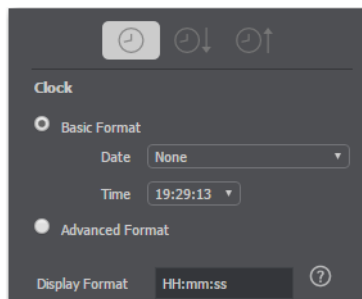 Clock
Basic Format
Date None
Time 19:29:13
Advanced Format
Display Format HH:mm:ss ?